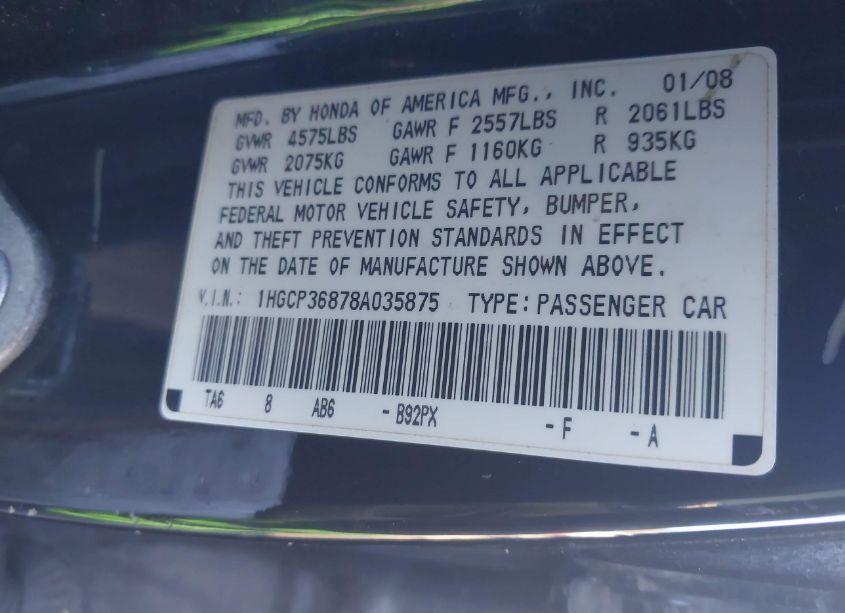 MFD. BY HONDA OF AMERICA MFG., INC. 01/08
GVWR 4575LBS GAWR F 2557LBS R 2061LBS
GVWR 2075KG GAWR F 1160KG R 935KG
THIS VEHICLE CONFORMS TO ALL APPLICABLE
FEDERAL MOTOR VEHICLE SAFETY, BUMPER,
AND THEFT PREVENTION STANDARDS IN EFFECT
ON THE DATE OF MANUFACTURE SHOWN ABOVE.
V.I.N.: 1HGCP36878A035875 TYPE: PASSENGER CAR
TA6 8 AB6 - B92PX - F - A